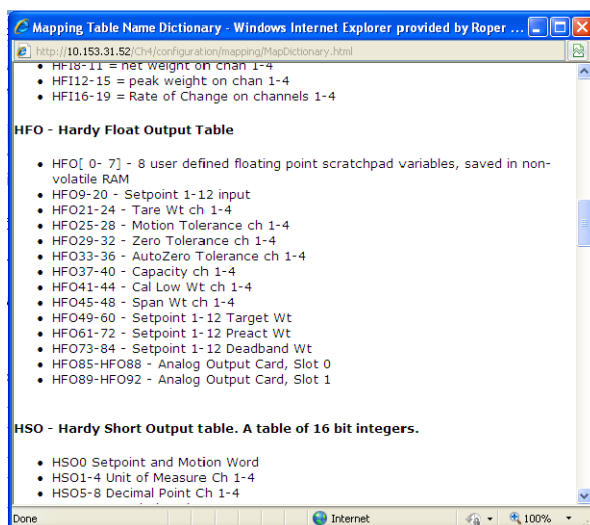 Mapping Table Name Dictionary - Windows Internet Explorer provided by Roper ...
http://10.153.31.52/Ch4/configuration/mapping/MapDictionary.html
• HFI8-11 = net weight on chan 1-4
• HFI12-15 = peak weight on chan 1-4
• HFI16-19 = Rate of Change on channels 1-4
HFO - Hardy Float Output Table
• HFO[ 0- 7] - 8 user defined floating point scratchpad variables, saved in non-
volatile RAM
• HFO9-20 - Setpoint 1-12 input
• HFO21-24 - Tare Wt ch 1-4
• HFO25-28 - Motion Tolerance ch 1-4
• HFO29-32 - Zero Tolerance ch 1-4
• HFO33-36 - AutoZero Tolerance ch 1-4
• HFO37-40 - Capacity ch 1-4
• HFO41-44 - Cal Low Wt ch 1-4
• HFO45-48 - Span Wt ch 1-4
• HFO49-60 - Setpoint 1-12 Target Wt
• HFO61-72 - Setpoint 1-12 Preact Wt
• HFO73-84 - Setpoint 1-12 Deadband Wt
• HFO85-HFO88 - Analog Output Card, Slot 0
• HFO89-HFO92 - Analog Output Card, Slot 1
HSO - Hardy Short Output table. A table of 16 bit integers.
• HSO0 Setpoint and Motion Word
• HSO1-4 Unit of Measure Ch 1-4
• HSO5-8 Decimal Point Ch 1-4
Done Internet 100%